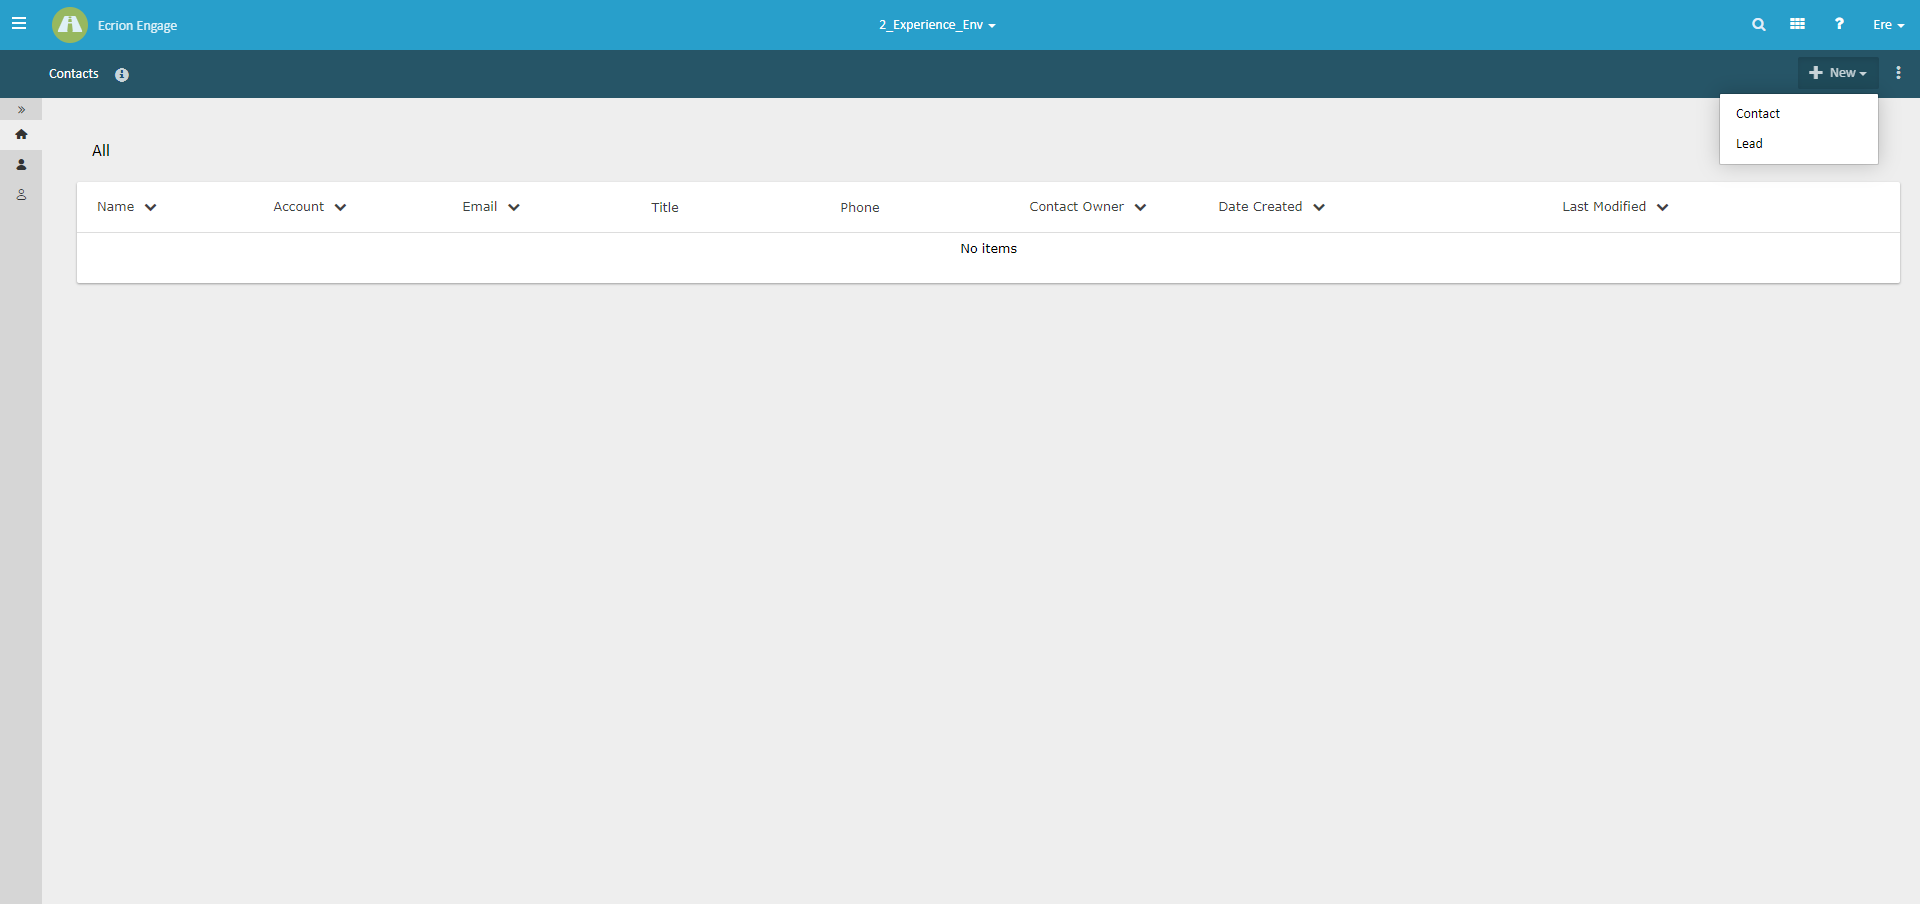 Ecrion Engage
2_Experience_Env
?
Ere
Contacts
New
Contact
Lead
All
Name
Account
Email
Title
Phone
Contact Owner
Date Created
Last Modified
No items